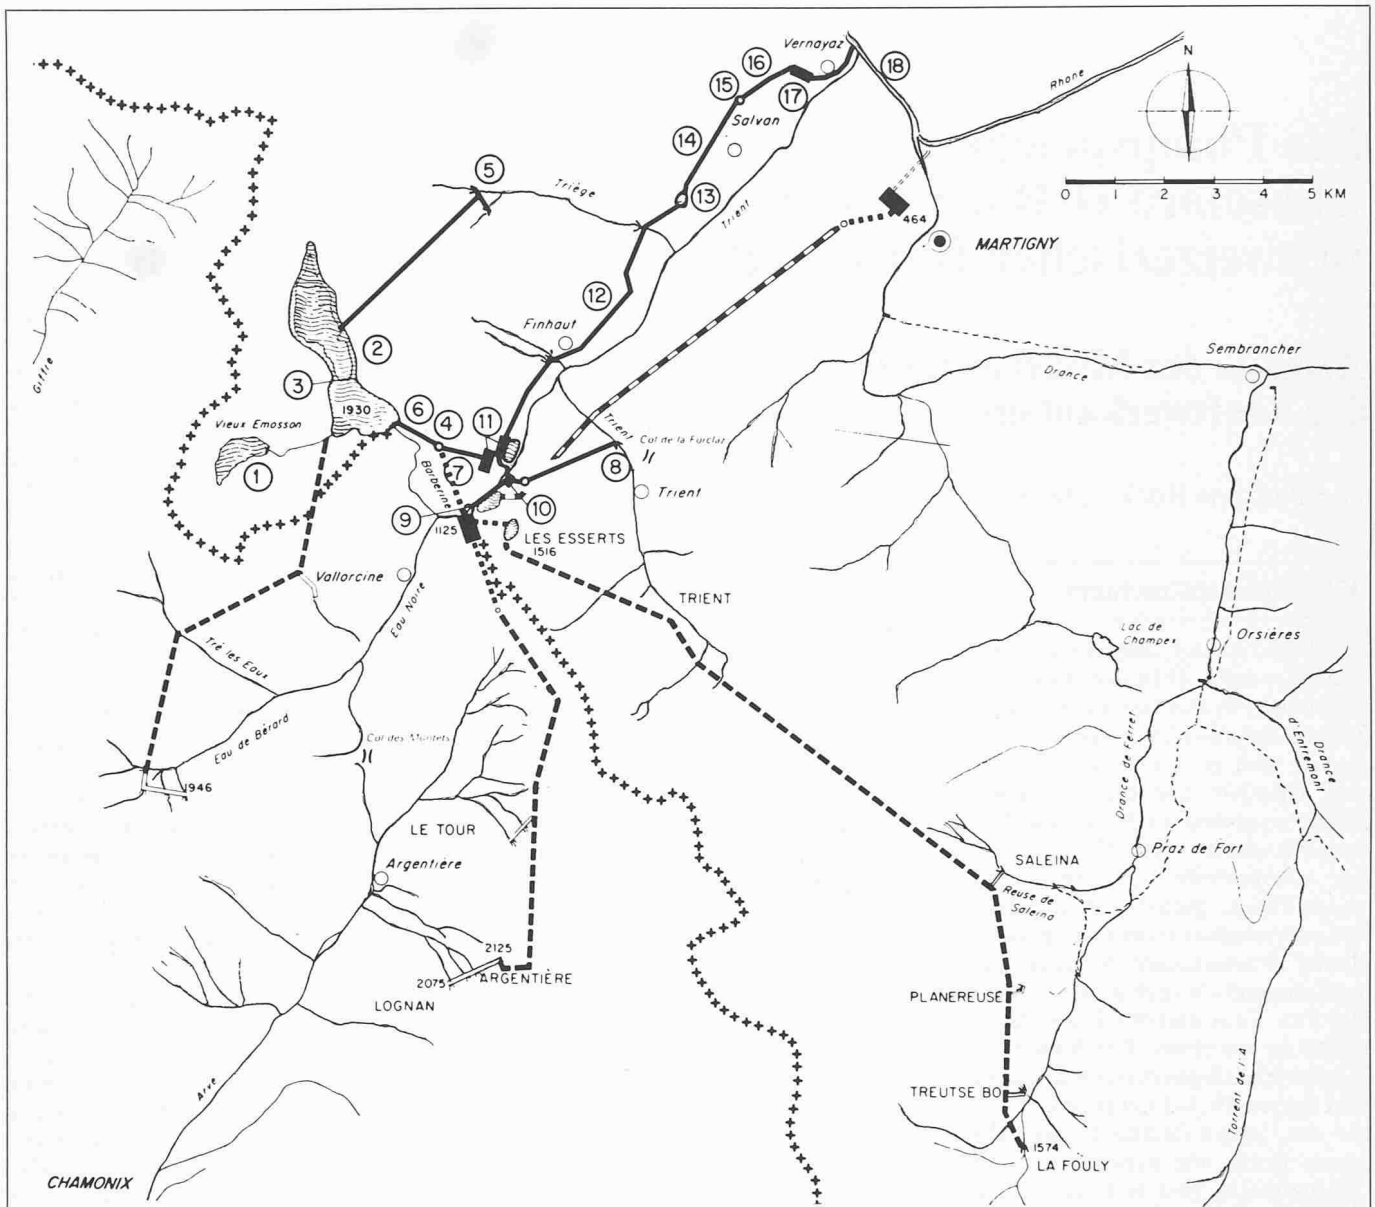 Vernayaz
16
18
N
15
17
Rhone
Salvan
14
0 1 2 3 4 5 KM
5
Triège
13
Trient
464
MARTIGNY
12
Finhaut
2
Sembrancher
Drance
3
Giffre
1930
6
4
11
Vieux Emosson
Trient
Col de la Forclaz
1
7
8
Barberine
Trient
9
10
1125
LES ESSERTS
1516
Vallorcine
TRIENT
Eau Noire
Lac de
Champex
Orsières
Tré les Eaux
Eau de Bérard
Col des Montets
Drance de Ferret
Drance
d'Entremont
1946
LE TOUR
Argentière
SALEINA
Praz de Fort
Reuse de
Saleina
2125
2075
ARGENTIÈRE
LOGNAN
PLANEREUSE
Arve
TREUTSE BO
Torrent de l'A
1574
LA FOULY
CHAMONIX